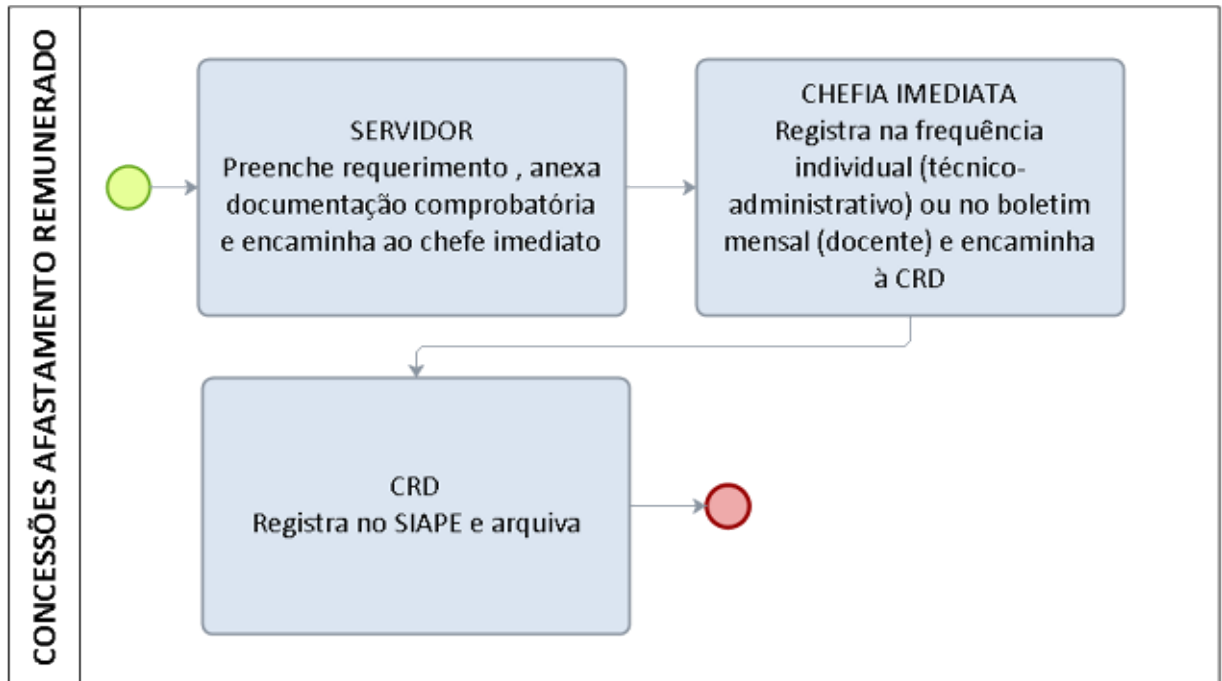 CONCESSÕES AFASTAMENTO REMUNERADO
SERVIDOR
Preenche requerimento , anexa
documentação comprobatória
e encaminha ao chefe imediato
CHEFIA IMEDIATA
Registra na frequência
individual (técnico-
administrativo) ou no boletim
mensal (docente) e encaminha
à CRD
CRD
Registra no SIAPE e arquiva